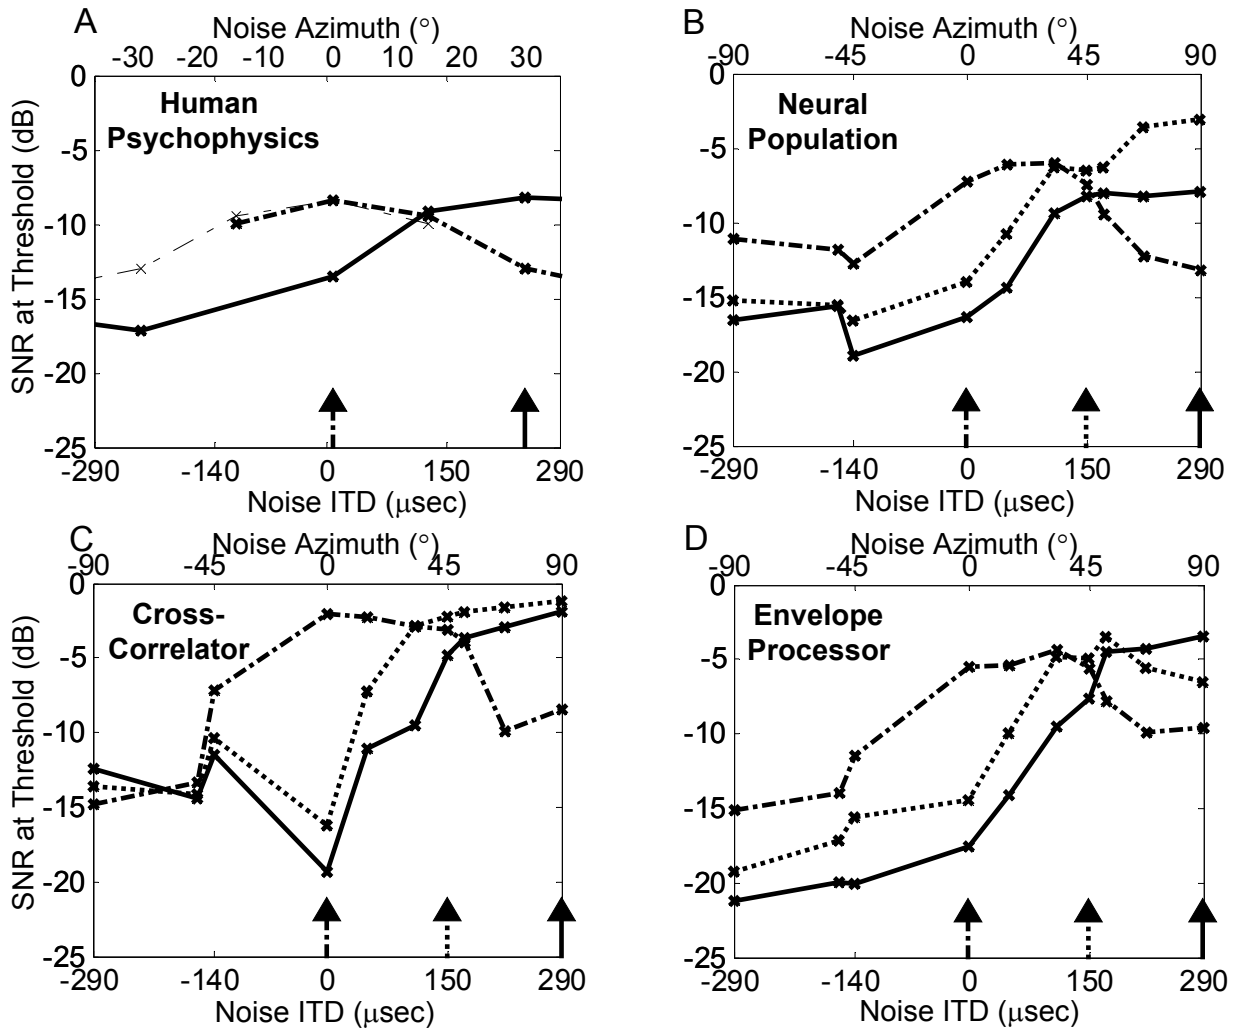 A
Noise Azimuth (°)
-30 -20 -10 0 10 20 30
SNR at Threshold (dB)
0
-5
-10
-15
-20
-25
Human
Psychophysics
-290 -140 0 150 290
Noise ITD (μsec)
B
Noise Azimuth (°)
-90 -45 0 45 90
0
-5
-10
-15
-20
-25
Neural
Population
-290 -140 0 150 290
Noise ITD (μsec)
C
Noise Azimuth (°)
-90 -45 0 45 90
SNR at Threshold (dB)
0
-5
-10
-15
-20
-25
Cross-
Correlator
-290 -140 0 150 290
Noise ITD (μsec)
D
Noise Azimuth (°)
-90 -45 0 45 90
0
-5
-10
-15
-20
-25
Envelope
Processor
-290 -140 0 150 290
Noise ITD (μsec)